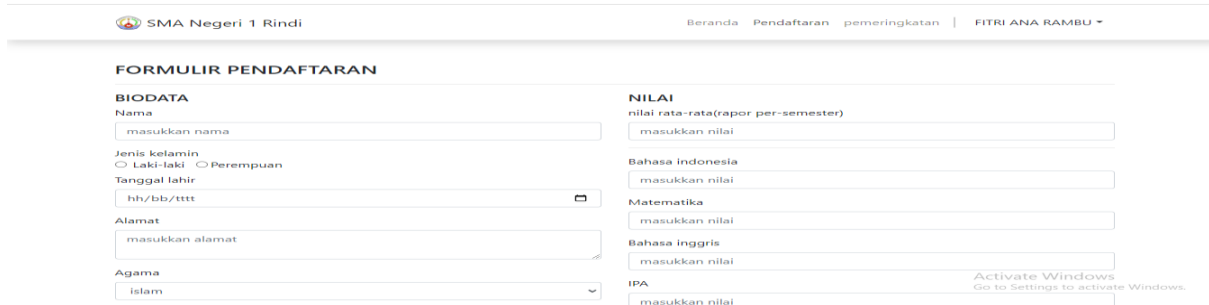 SMA Negeri 1 Rindi
Beranda Pendaftaran pemeringkatan | FITRI ANA RAMBU
FORMULIR PENDAFTARAN
BIODATA
Nama
masukkan nama
Jenis kelamin
Laki-laki Perempuan
Tanggal lahir
hh/bb/tttt
Alamat
masukkan alamat
Agama
islam
NILAI
nilai rata-rata(rapor per-semester)
masukkan nilai
Bahasa indonesia
masukkan nilai
Matematika
masukkan nilai
Bahasa inggris
masukkan nilai
IPA
masukkan nilai
Activate Windows
Go to Settings to activate Windows.